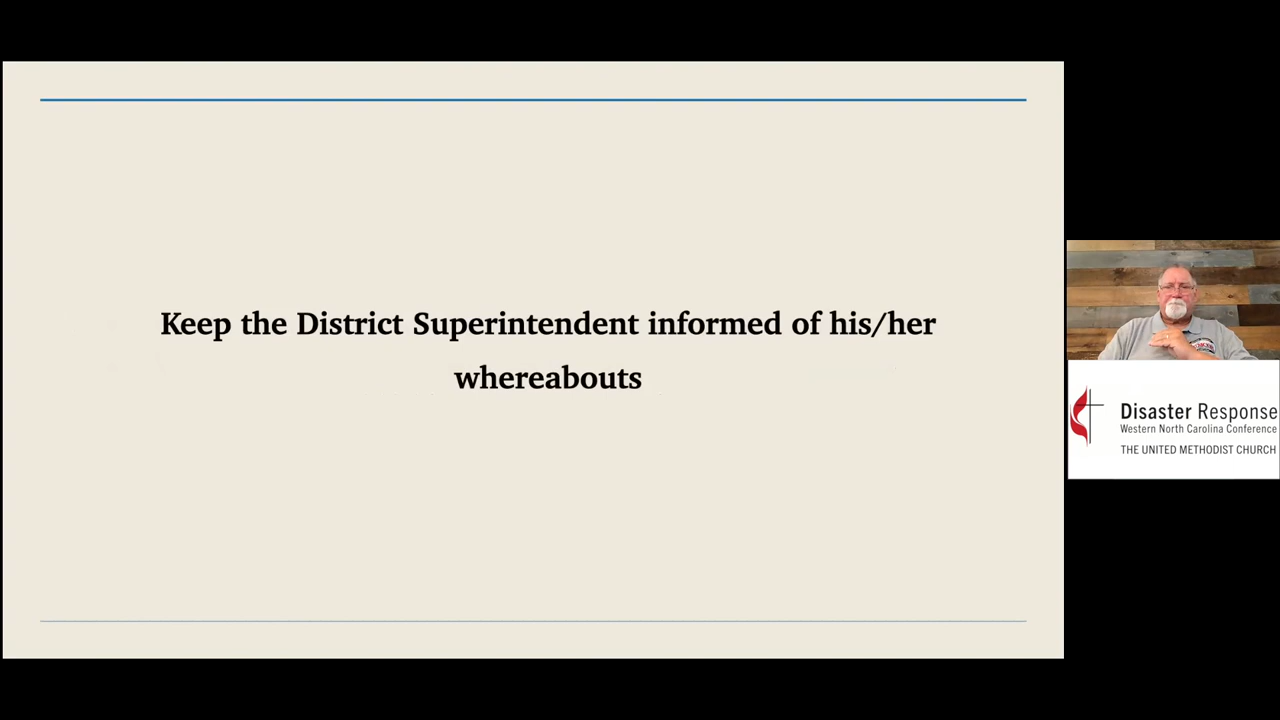 Keep the District Superintendent informed of his/her
whereabouts
Disaster Response
Western North Carolina Conference
THE UNITED METHODIST CHURCH